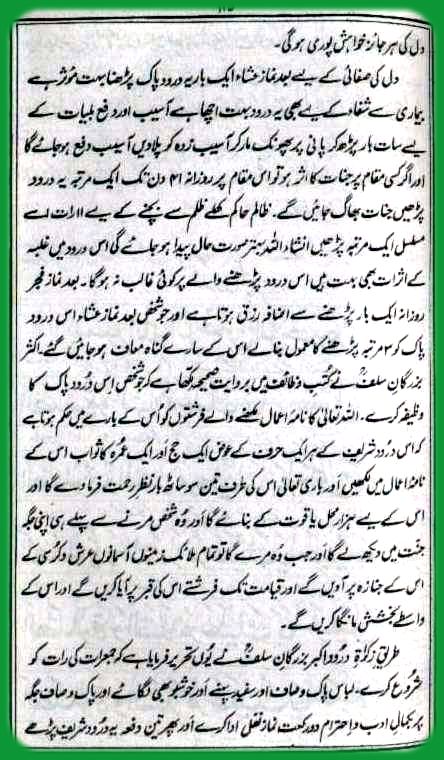 دل کی ہر جائز خواہش پوری ہو گی۔
دل کی صفائی کے لیے بعد نماز عشاء ایک بار یہ درود پاک پڑھنا بہت مؤثر ہے
بیماری سے شفاء کے لیے بھی یہ درود بہت اچھا ہے آسیب اور دفع بلیات کے
لیے سات بار پڑھ کر پانی پر پھونک مار کر آسیب زدہ کو پلا دیں آسیب دفع ہو جائے گا
اور اگر کسی مقام پر جنات کا اثر ہو تو اس مقام پر روزانہ ۴۱ دن تک ایک مرتبہ یہ درود
پڑھیں جنات بھاگ جائیں گے۔ ظالم حاکم کے ظلم سے بچنے کے لیے اسے
مسلسل ایک مرتبہ پڑھیں انشاء اللہ بہتر صورت حال پیدا ہو جائے گی اس درود میں غلبہ
کے اثرات بھی بہت ہیں اس درود پڑھنے والے پر کوئی غالب نہ ہو گا۔ بعد نماز فجر
روزانہ ایک بار پڑھنے سے اضافہ رزق ہوتا ہے اور جو شخص بعد نماز عشاء اس درود
پاک کو ۳ مرتبہ پڑھنے کا معمول بنالے اس کے سارے گناہ معاف ہو جائیں گے۔ اکثر
بزرگان سلفؒ نے کتب وظائف میں بروایت صحیحہ لکھا ہے کہ جو شخص اس درود پاک کا
وظیفہ کرے۔ اللہ تعالیٰ کا نامۂ اعمال لکھنے والے فرشتوں کو اس کے بارے میں حکم ہوتا ہے
کہ اس درود شریف کے ہر ایک حرف کے عوض ایک حج اور ایک عمرہ کا ثواب اس کے
نامۂ اعمال میں لکھیں اور باری تعالیٰ اس کی طرف تین سو ساٹھ بار نظر رحمت فرمادے گا اور
اس کے لیے ہزار محل یاقوت کے بنائے گا اور وہ شخص مرنے سے پہلے ہی اپنی جگہ
جنت میں دیکھ لے گا اور جب وہ مرے گا تو تمام ملائک زمینوں آسمانوں عرش و کرسی کے
اس کے جنازہ پر آویں گے اور قیامت تک فرشتے اس کی قبر پر آیا کریں گے اور اس کے
واسطے بخشش مانگا کریں گے۔
طریق زکوٰۃ درود اکبر بزرگان سلفؒ نے یوں تحریر فرمایا ہے کہ جمعرات کی رات کو
شروع کرے۔ لباس پاک و صاف اور سفید پہنے اور خوشبو بھی لگائے اور پاک و صاف جگہ
پر بکمال ادب و احترام دو رکعت نماز نفل ادا کرے اور پھر تین دفعہ یہ درود شریف پڑھے